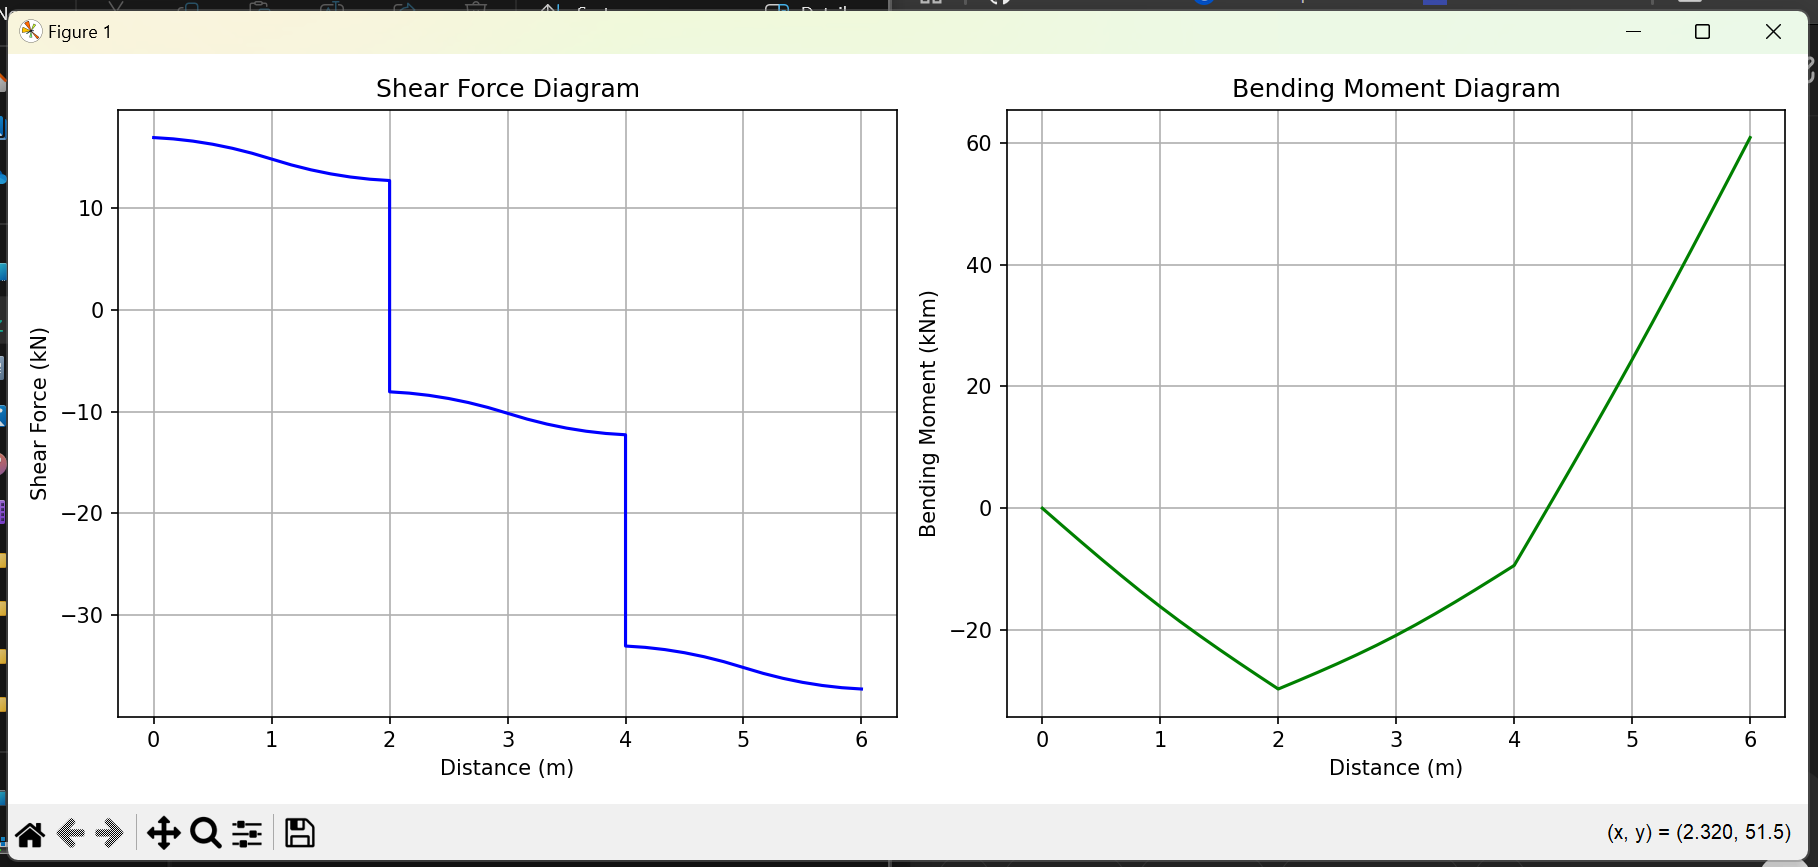 Figure 1
Shear Force Diagram
Shear Force (kN)
10
0
−10
−20
−30
0 1 2 3 4 5 6
Distance (m)
Bending Moment Diagram
Bending Moment (kNm)
60
40
20
0
−20
0 1 2 3 4 5 6
Distance (m)
(x, y) = (2.320, 51.5)